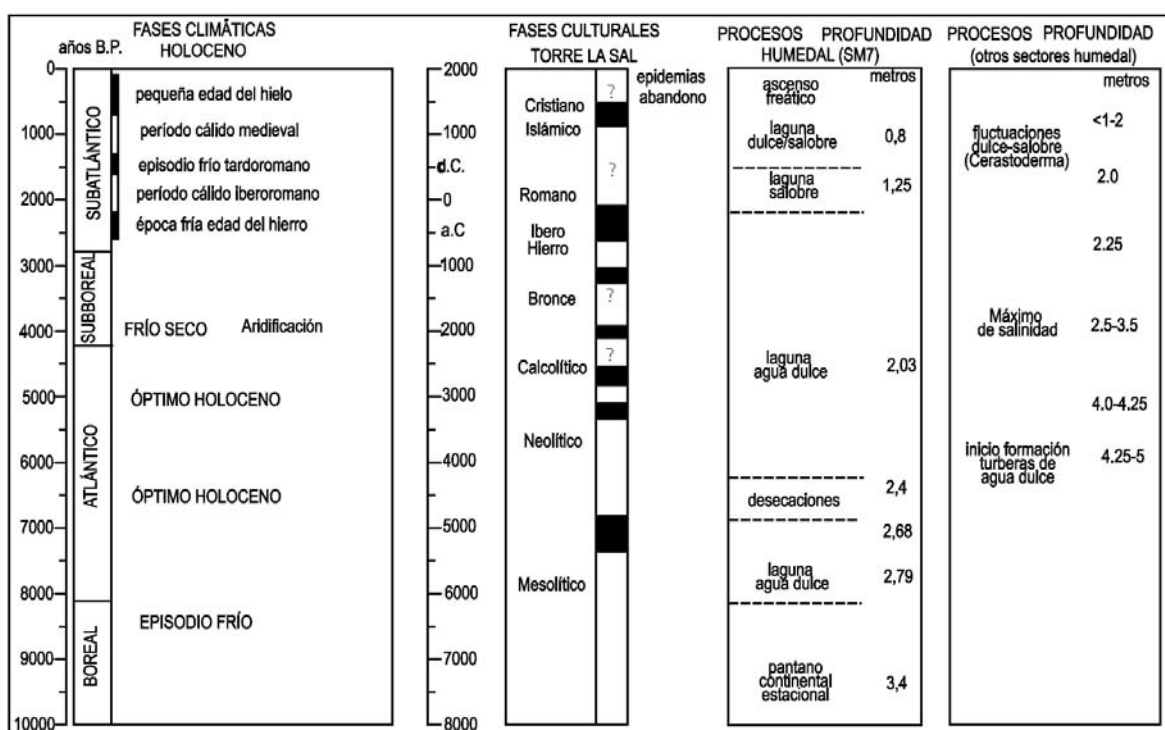 FASES CLIMÁTICAS
HOLOCENO
años B.P.
0
1000
2000
3000
4000
5000
6000
7000
8000
9000
10000
SUBATLÁNTICO
SUBBOREAL
ATLÁNTICO
BOREAL
pequeña edad del hielo
período cálido medieval
episodio frío tardoromano
período cálido iberoromano
época fría edad del hierro
FRÍO SECO Aridificación
ÓPTIMO HOLOCENO
ÓPTIMO HOLOCENO
EPISODIO FRÍO
2000
1000
d.C.
0
a.C
1000
2000
3000
4000
5000
6000
7000
8000
FASES CULTURALES
TORRE LA SAL
epidemias
abandono
?
Cristiano
Islámico
?
Romano
Ibero
Hierro
?
Bronce
?
Calcolítico
Neolítico
Mesolítico
PROCESOS PROFUNDIDAD
HUMEDAL (SM7)
metros
ascenso
freático
laguna
dulce/salobre 0,8
laguna
salobre 1,25
laguna
agua dulce 2,03
2,4
desecaciones
2,68
laguna
agua dulce 2,79
pantano
continental
estacional 3,4
PROCESOS PROFUNDIDAD
(otros sectores humedal)
metros
<1-2
fluctuaciones
dulce-salobre
(Cerastoderma)
2.0
2.25
Máximo
de salinidad 2.5-3.5
4.0-4.25
inicio formación
turberas de
agua dulce
4.25-5